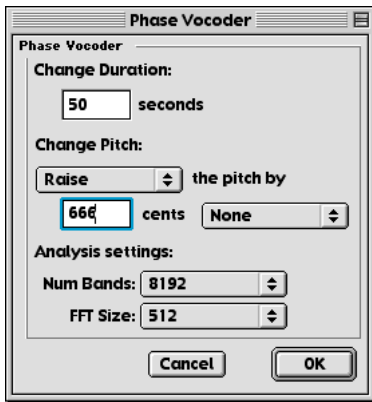 Phase Vocoder
Phase Vocoder
Change Duration:
50 seconds
Change Pitch:
Raise the pitch by
666 cents None
Analysis settings:
Num Bands: 8192
FFT Size: 512
Cancel OK